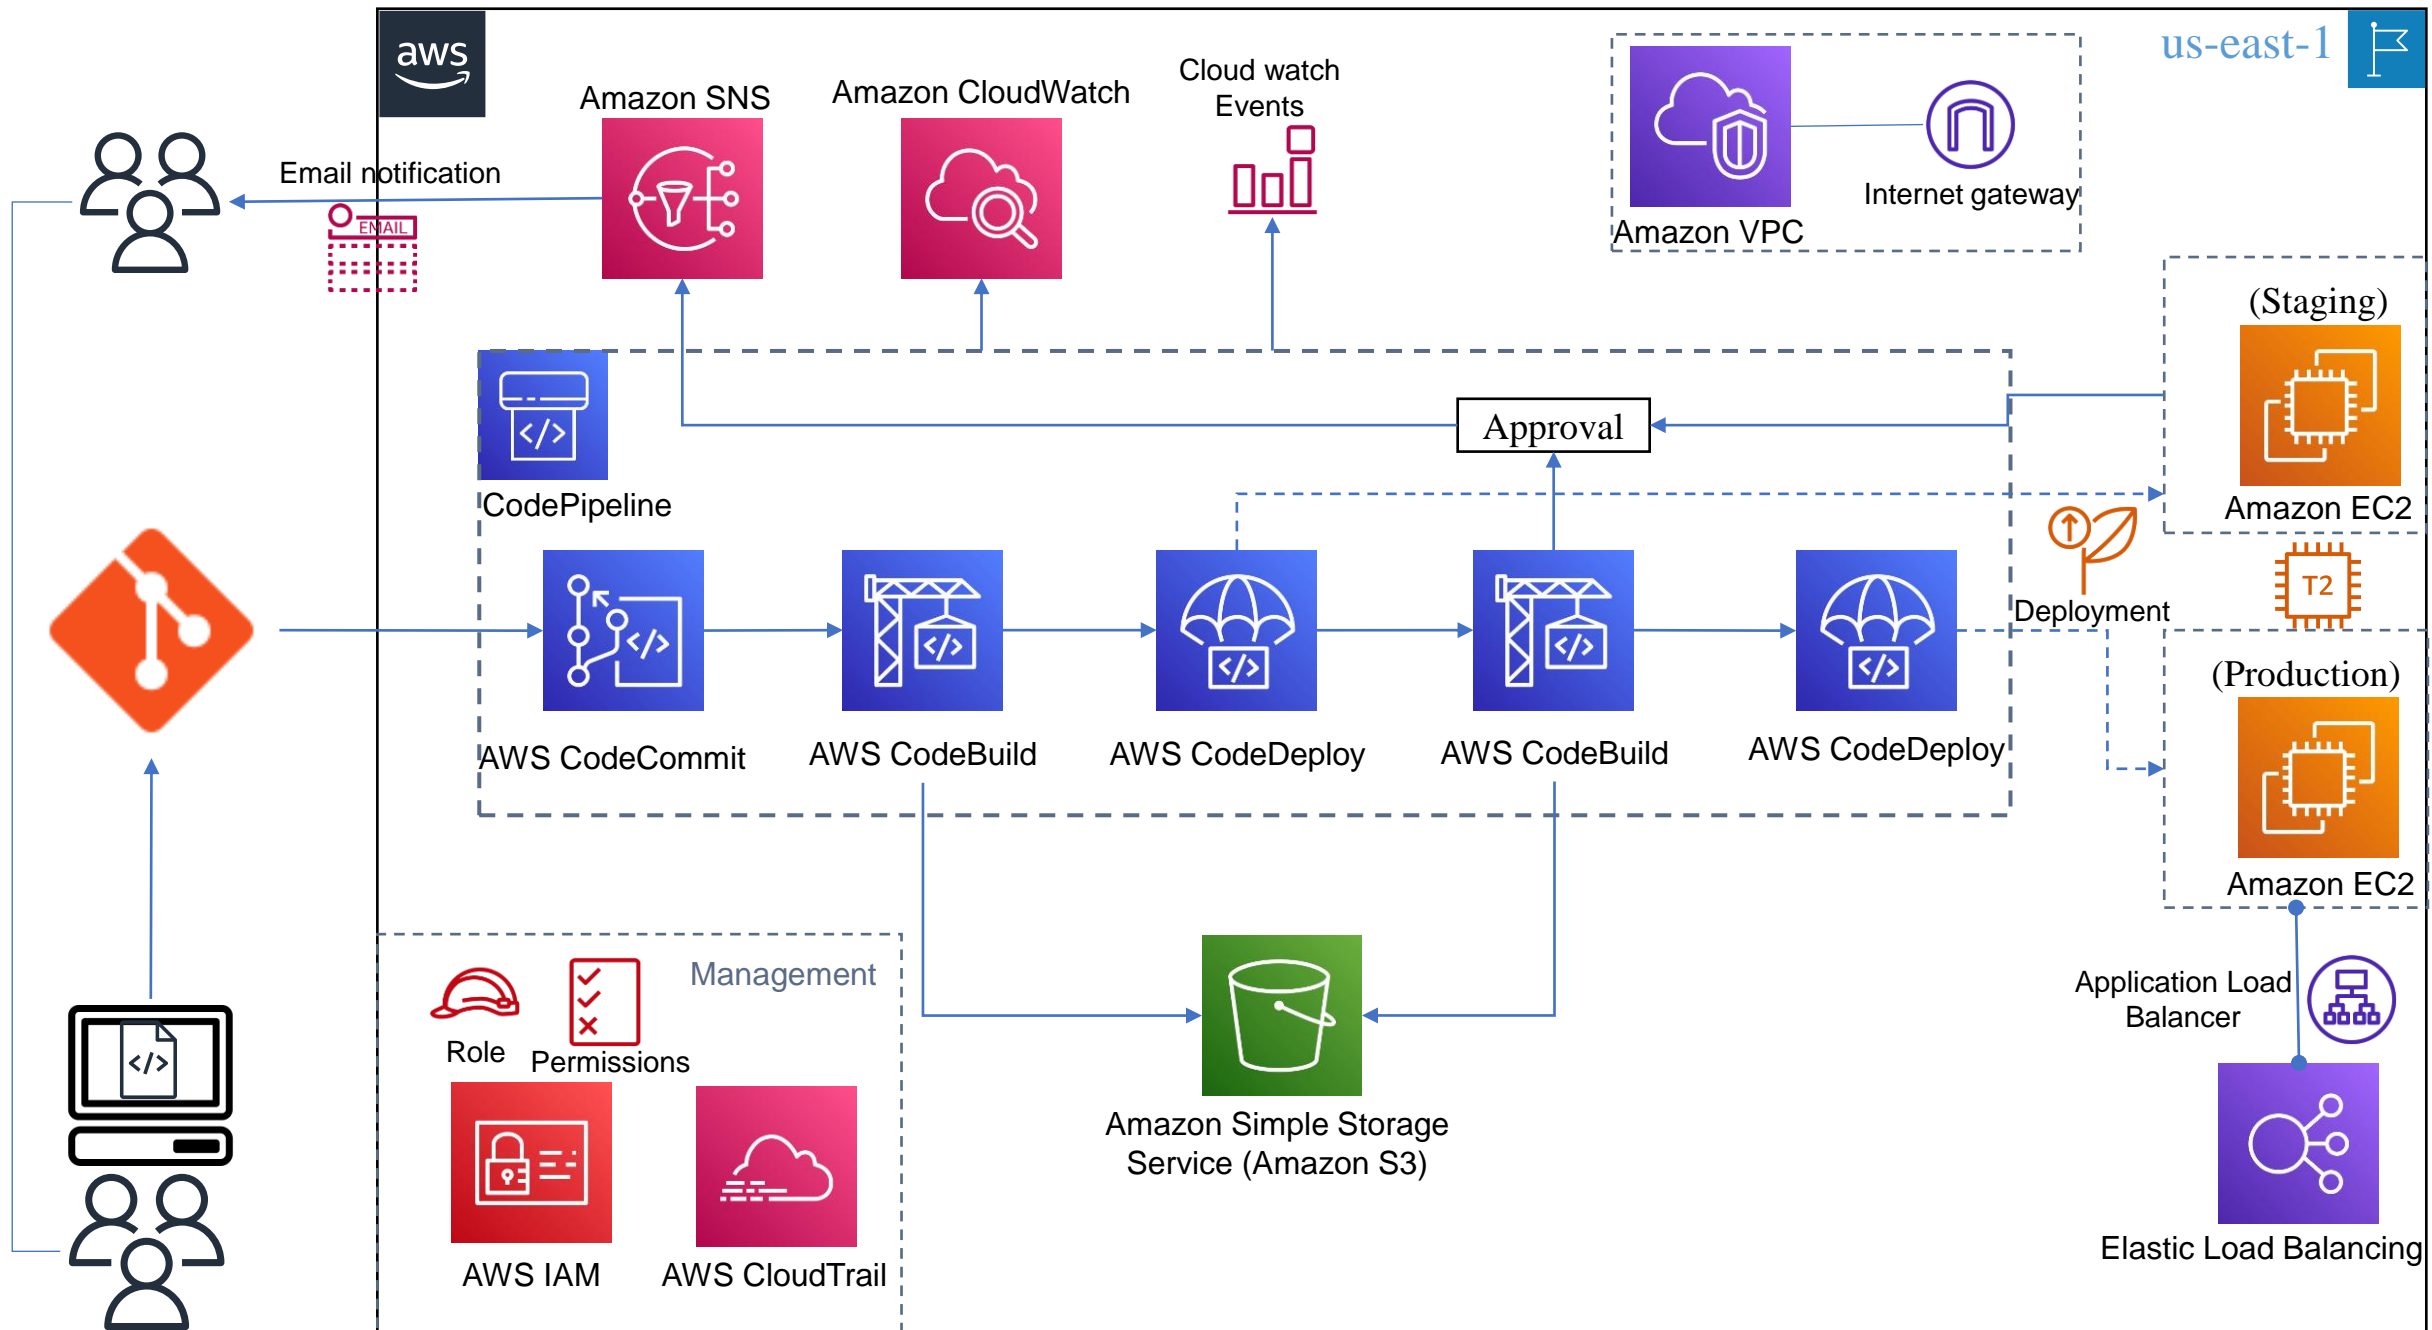 aws
us-east-1
Amazon SNS
Amazon CloudWatch
Cloud watch
Events
Email notification
EMAIL
Internet gateway
Amazon VPC
(Staging)
Approval
CodePipeline
</>
Amazon EC2
T2
Deployment
</>
</>
</>
</>
</>
(Production)
AWS CodeCommit
AWS CodeBuild
AWS CodeDeploy
AWS CodeBuild
AWS CodeDeploy
Amazon EC2
Management
Role
Permissions
Application Load
Balancer
</>
Amazon Simple Storage
Service (Amazon S3)
AWS IAM
AWS CloudTrail
Elastic Load Balancing